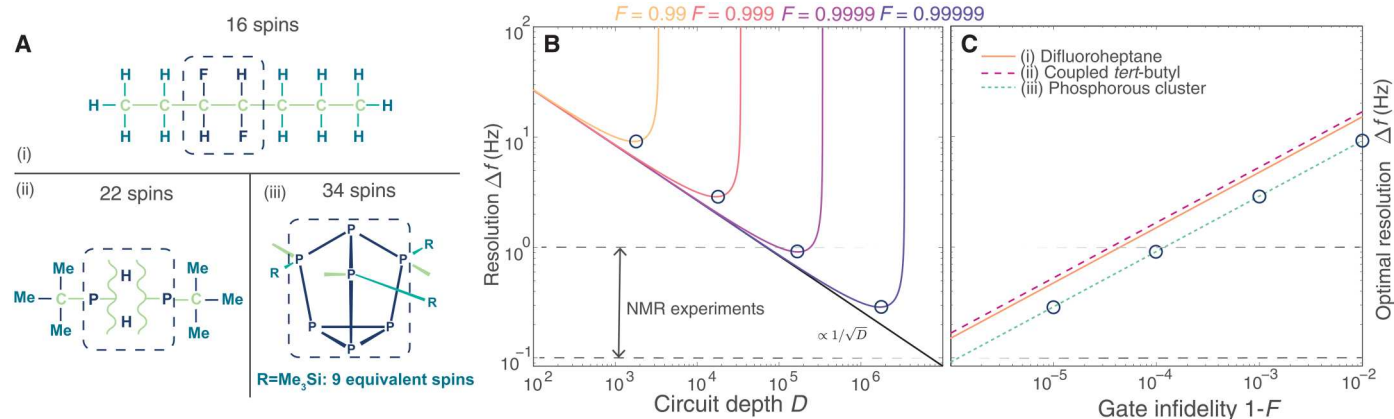 A
16 spins
H H F H H H H
H C C C C C C C H
H H H F H H H
(i)
(ii)
22 spins
Me Me
Me C P H P C Me
H
Me Me
(iii)
34 spins
P
P R P
R
P
R
P P
P
R=Me3Si: 9 equivalent spins
F = 0.99 F = 0.999 F = 0.9999 F = 0.99999
B
Resolution Δf (Hz)
10^2
10^1
10^0
10^−1
NMR experiments
∝ 1/√D
10^2 10^3 10^4 10^5 10^6
Circuit depth D
C
(i) Difluoroheptane
(ii) Coupled tert-butyl
(iii) Phosphorous cluster
Optimal resolution Δf (Hz)
10^−5 10^−4 10^−3 10^−2
Gate infidelity 1-F